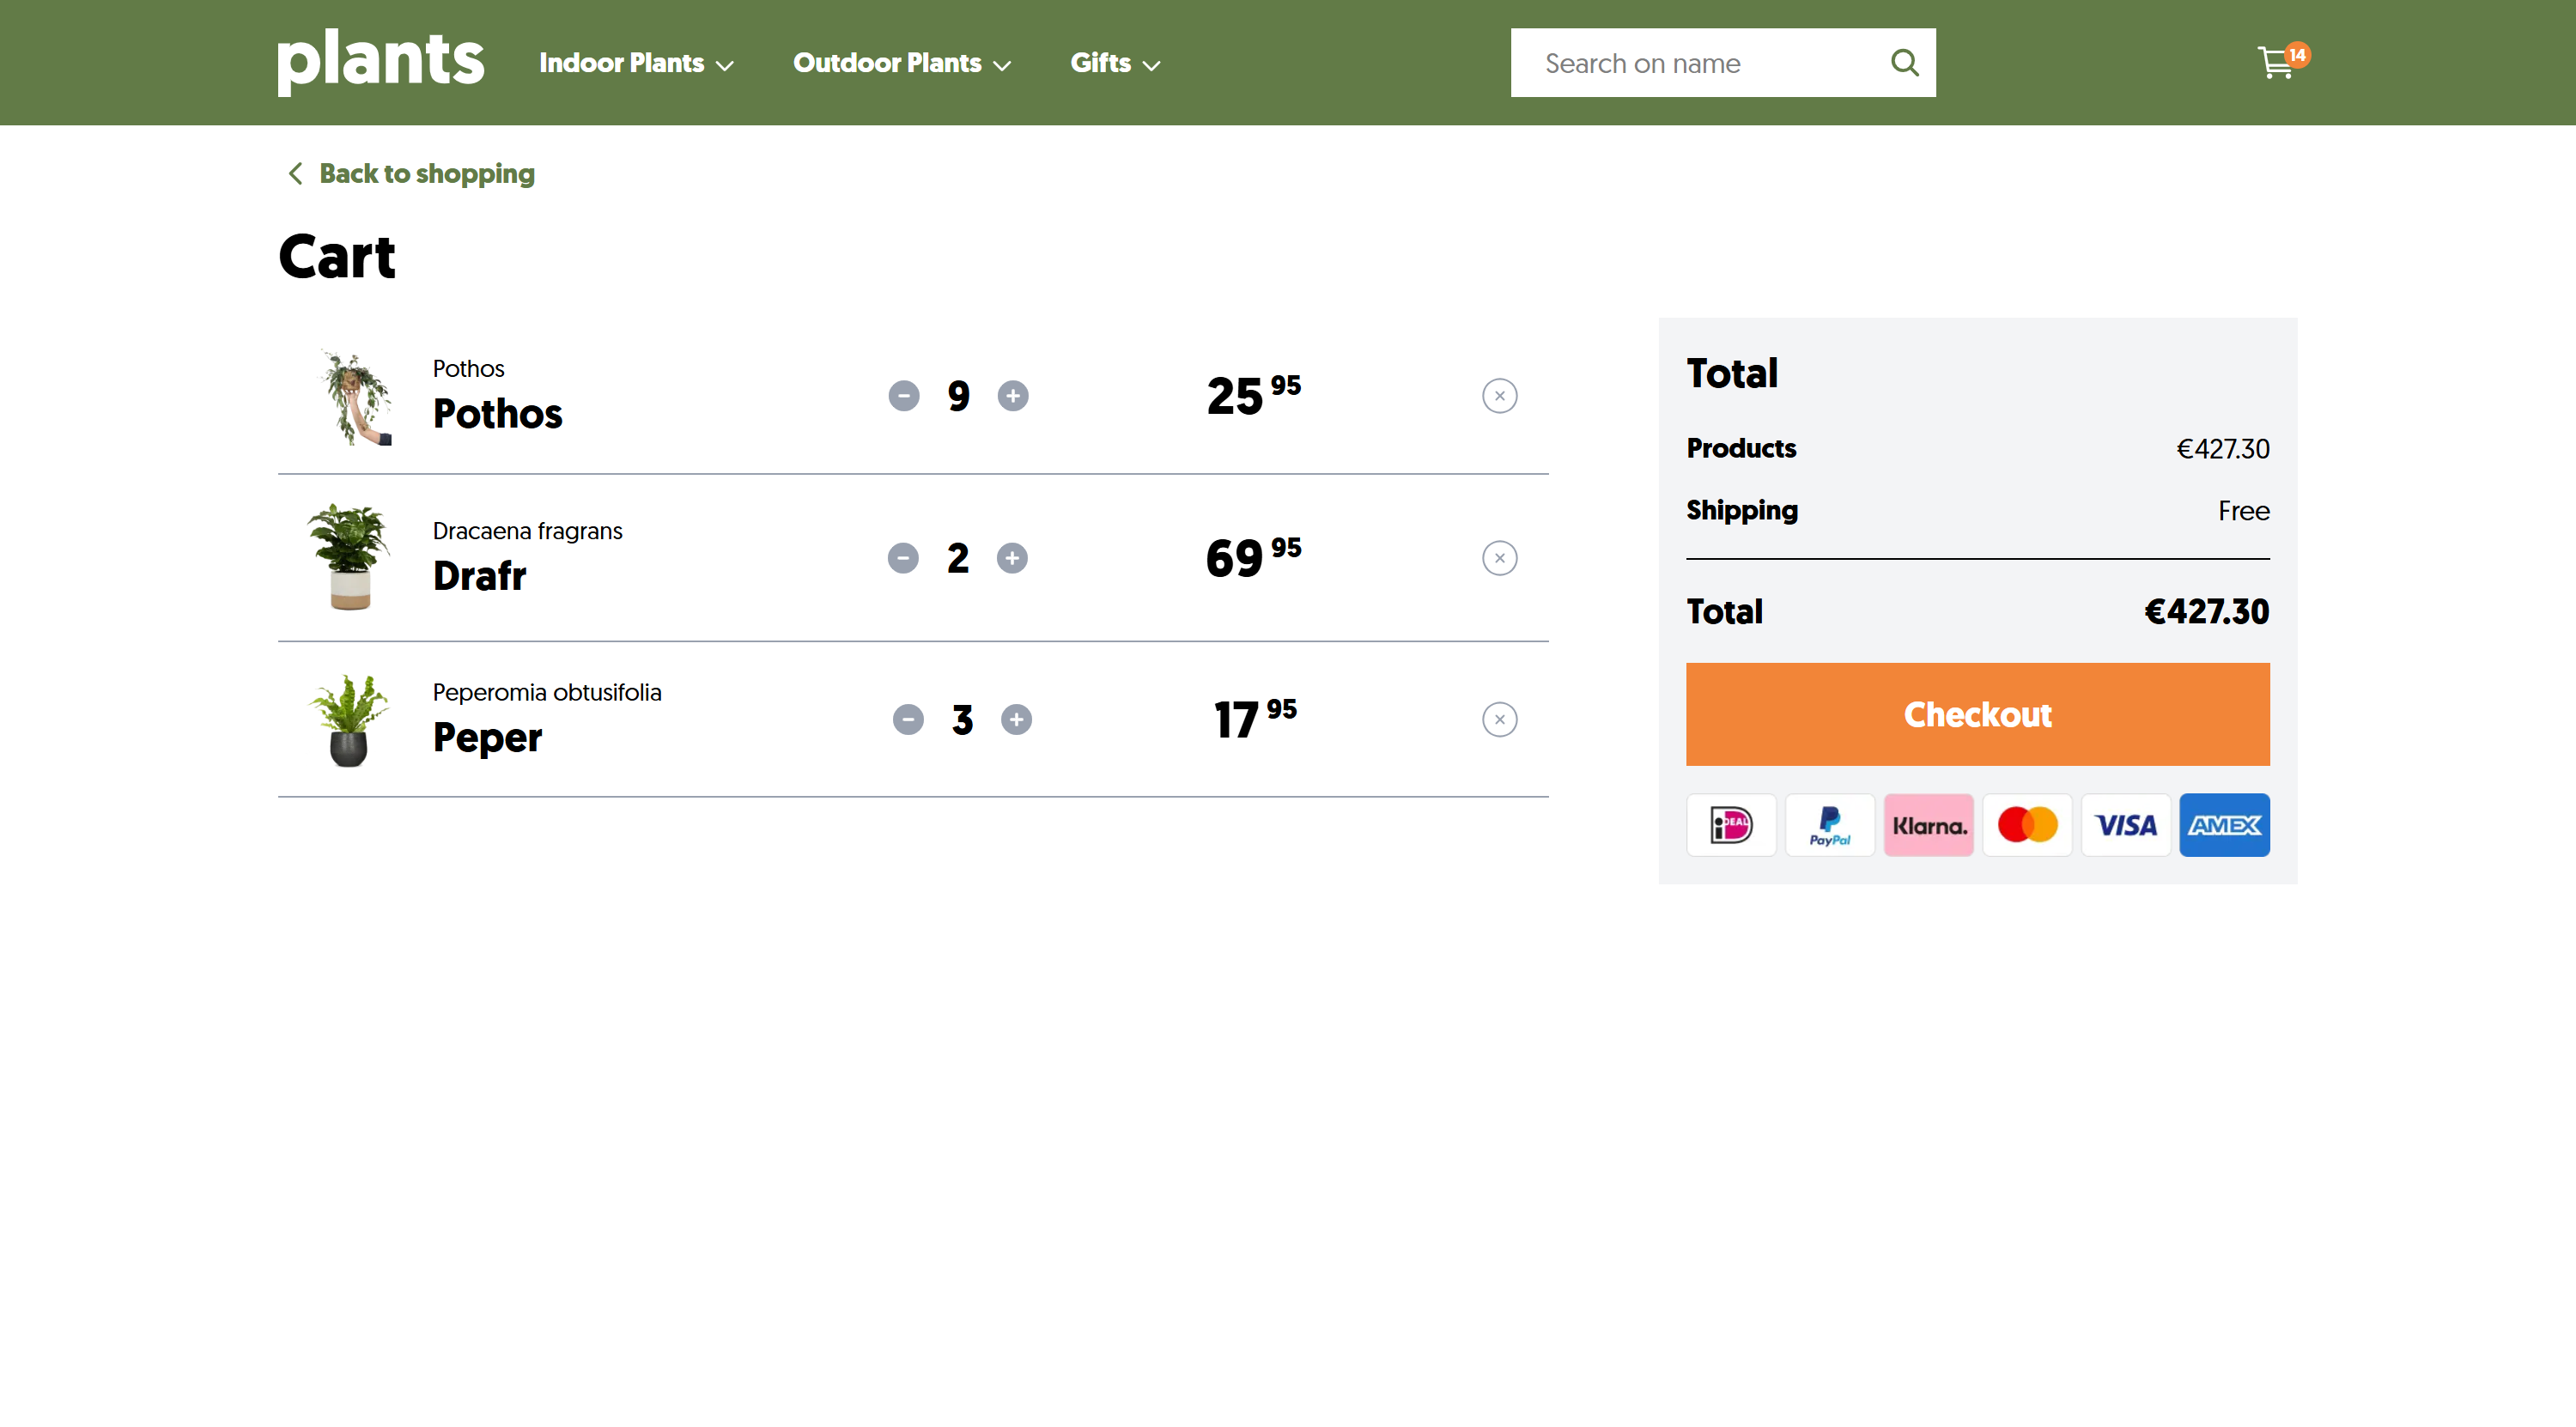 plants
Indoor Plants
Outdoor Plants
Gifts
Search on name
14
Back to shopping
Cart
Pothos
Pothos
9
25 95
Dracaena fragrans
Drafr
2
69 95
Peperomia obtusifolia
Peper
3
17 95
Total
Products €427.30
Shipping Free
Total €427.30
Checkout
iDEAL
PayPal
Klarna.
VISA
AMEX